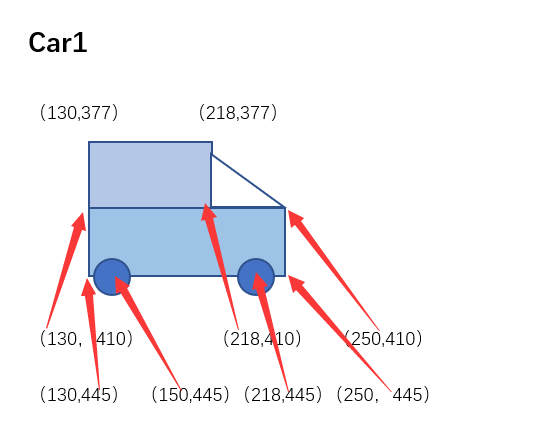 Car1
（130,377） （218,377）
（130， 410） （218,410） （250,410）
（130,445） （150,445） （218,445） （250， 445）